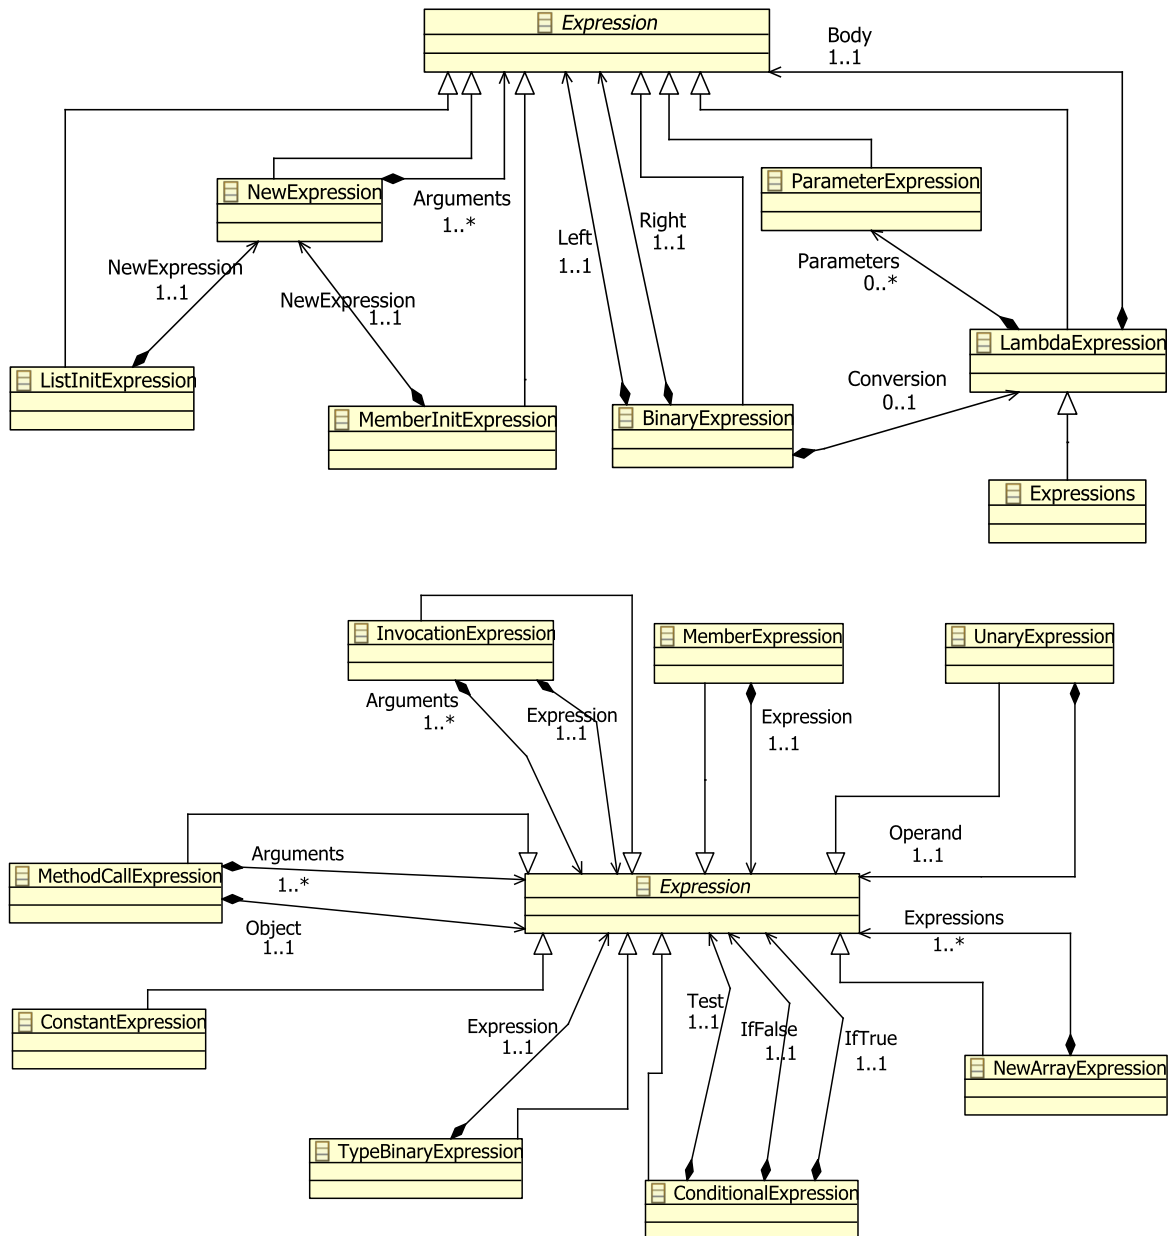 Expression
Body
1..1
NewExpression
Arguments
1..*
ParameterExpression
Left
1..1
Right
1..1
Parameters
0..*
NewExpression
1..1
NewExpression
1..1
LambdaExpression
ListInitExpression
MemberInitExpression
BinaryExpression
Conversion
0..1
Expressions
InvocationExpression
MemberExpression
UnaryExpression
Arguments
1..*
Expression
1..1
Expression
1..1
Operand
1..1
MethodCallExpression
Arguments
1..*
Expression
Object
1..1
Expressions
1..*
ConstantExpression
Expression
1..1
Test
1..1
IfFalse
1..1
IfTrue
1..1
NewArrayExpression
TypeBinaryExpression
ConditionalExpression